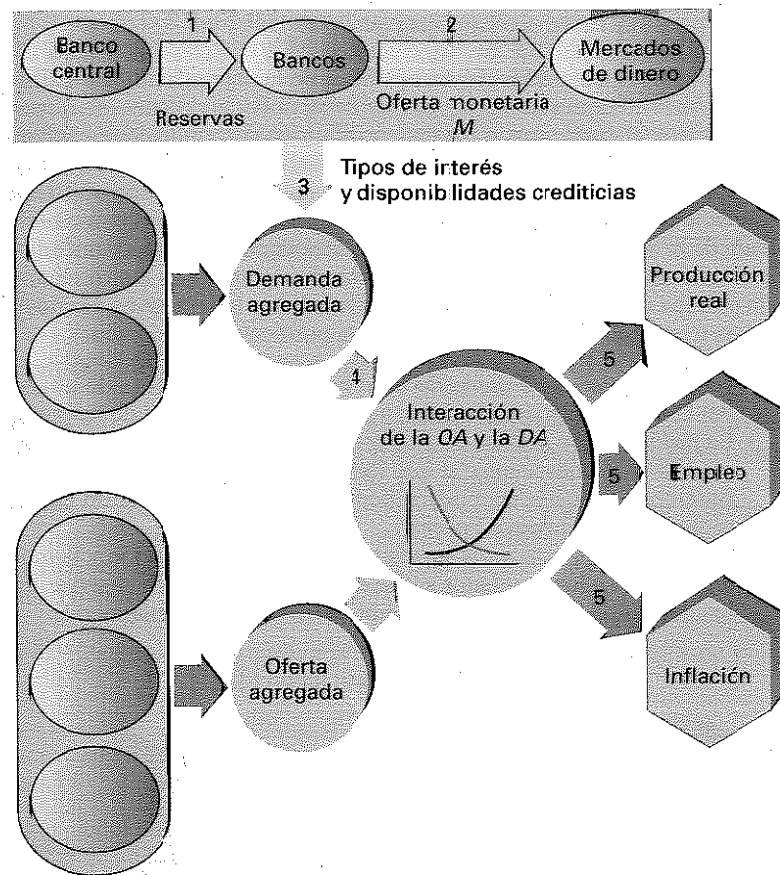 1
2
Banco
central
Bancos
Mercados
de dinero
Reservas
Oferta monetaria
M
3
Tipos de interés
y disponibilidades crediticias
Demanda
agregada
4
Interacción
de la OA y la DA
5
Producción
real
5
Empleo
5
Inflación
Oferta
agregada